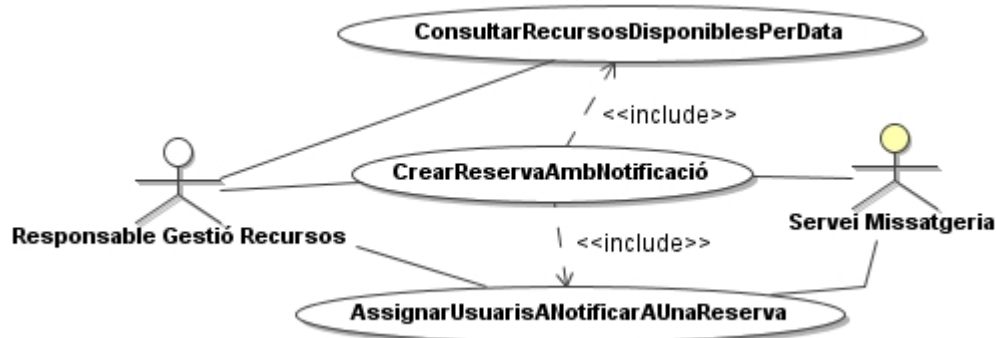 ConsultarRecursosDisponiblesPerData
<<include>>
CrearReservaAmbNotificació
Responsable Gestió Recursos
Servei Missatgeria
<<include>>
AssignarUsuarisANotificarAUnaReserva